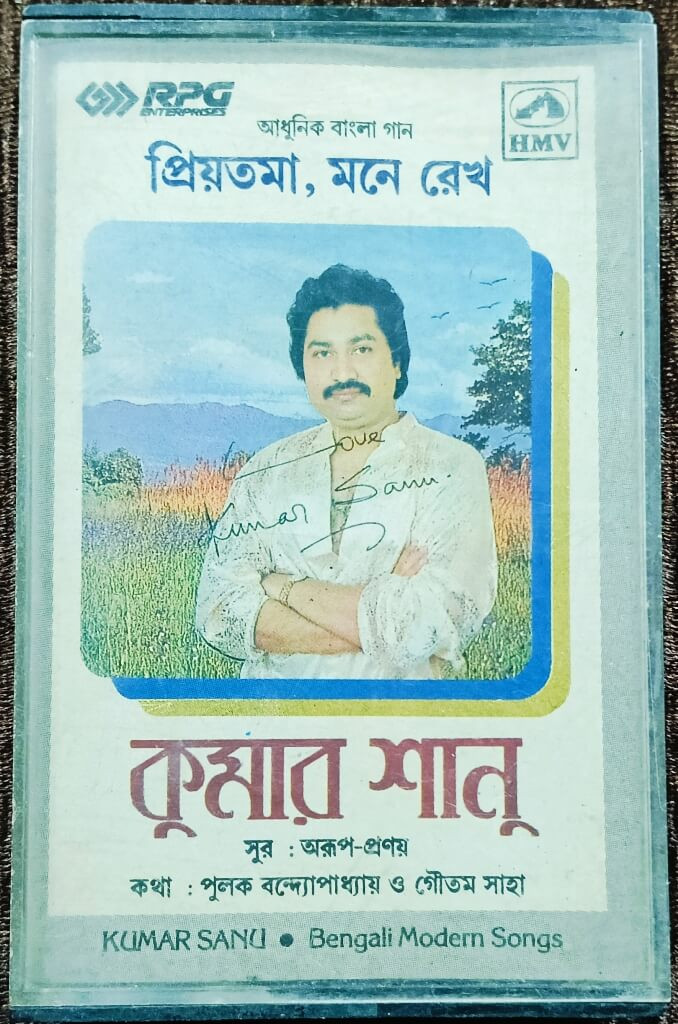 RPG
ENTERPRISES
HMV
আধুনিক বাংলা গান
প্রিয়তমা, মনে রেখ
Love
Kumar Sanu.
কুমার শানু
সুর : অরূপ-প্রণয়
কথা : পুলক বন্দ্যোপাধ্যায় ও গৌতম সাহা
KUMAR SANU ● Bengali Modern Songs